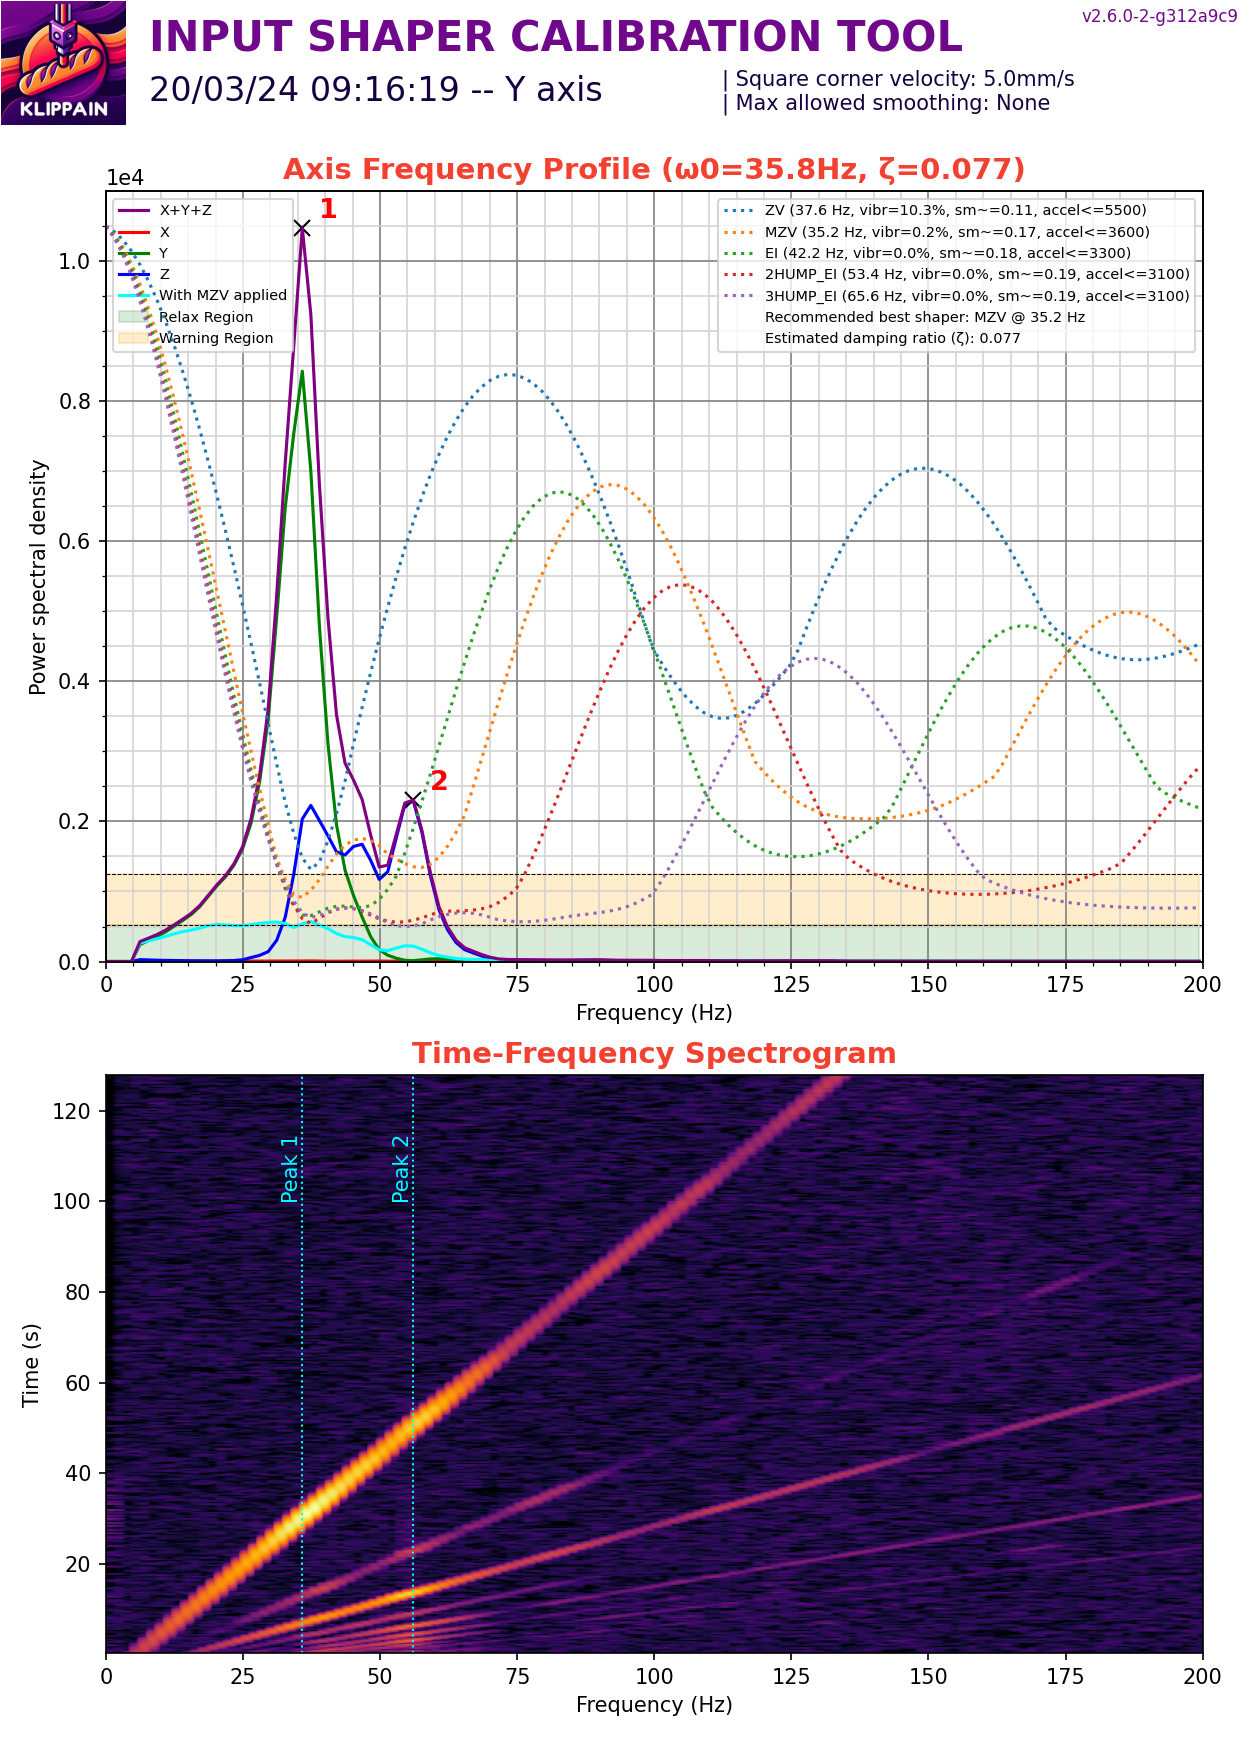 v2.6.0-2-g312a9c9
INPUT SHAPER CALIBRATION TOOL
20/03/24 09:16:19 -- Y axis
| Square corner velocity: 5.0mm/s
| Max allowed smoothing: None
KLIPPAIN
Axis Frequency Profile (ω0=35.8Hz, ζ=0.077)
1e4
1
X+Y+Z
X
Y
Z
With MZV applied
Relax Region
Warning Region
ZV (37.6 Hz, vibr=10.3%, sm~=0.11, accel<=5500)
MZV (35.2 Hz, vibr=0.2%, sm~=0.17, accel<=3600)
EI (42.2 Hz, vibr=0.0%, sm~=0.18, accel<=3300)
2HUMP_EI (53.4 Hz, vibr=0.0%, sm~=0.19, accel<=3100)
3HUMP_EI (65.6 Hz, vibr=0.0%, sm~=0.19, accel<=3100)
Recommended best shaper: MZV @ 35.2 Hz
Estimated damping ratio (ζ): 0.077
1.0
0.8
0.6
0.4
0.2
0.0
Power spectral density
2
0 25 50 75 100 125 150 175 200
Frequency (Hz)
Time-Frequency Spectrogram
120
100
80
60
40
20
Time (s)
Peak 1
Peak 2
0 25 50 75 100 125 150 175 200
Frequency (Hz)